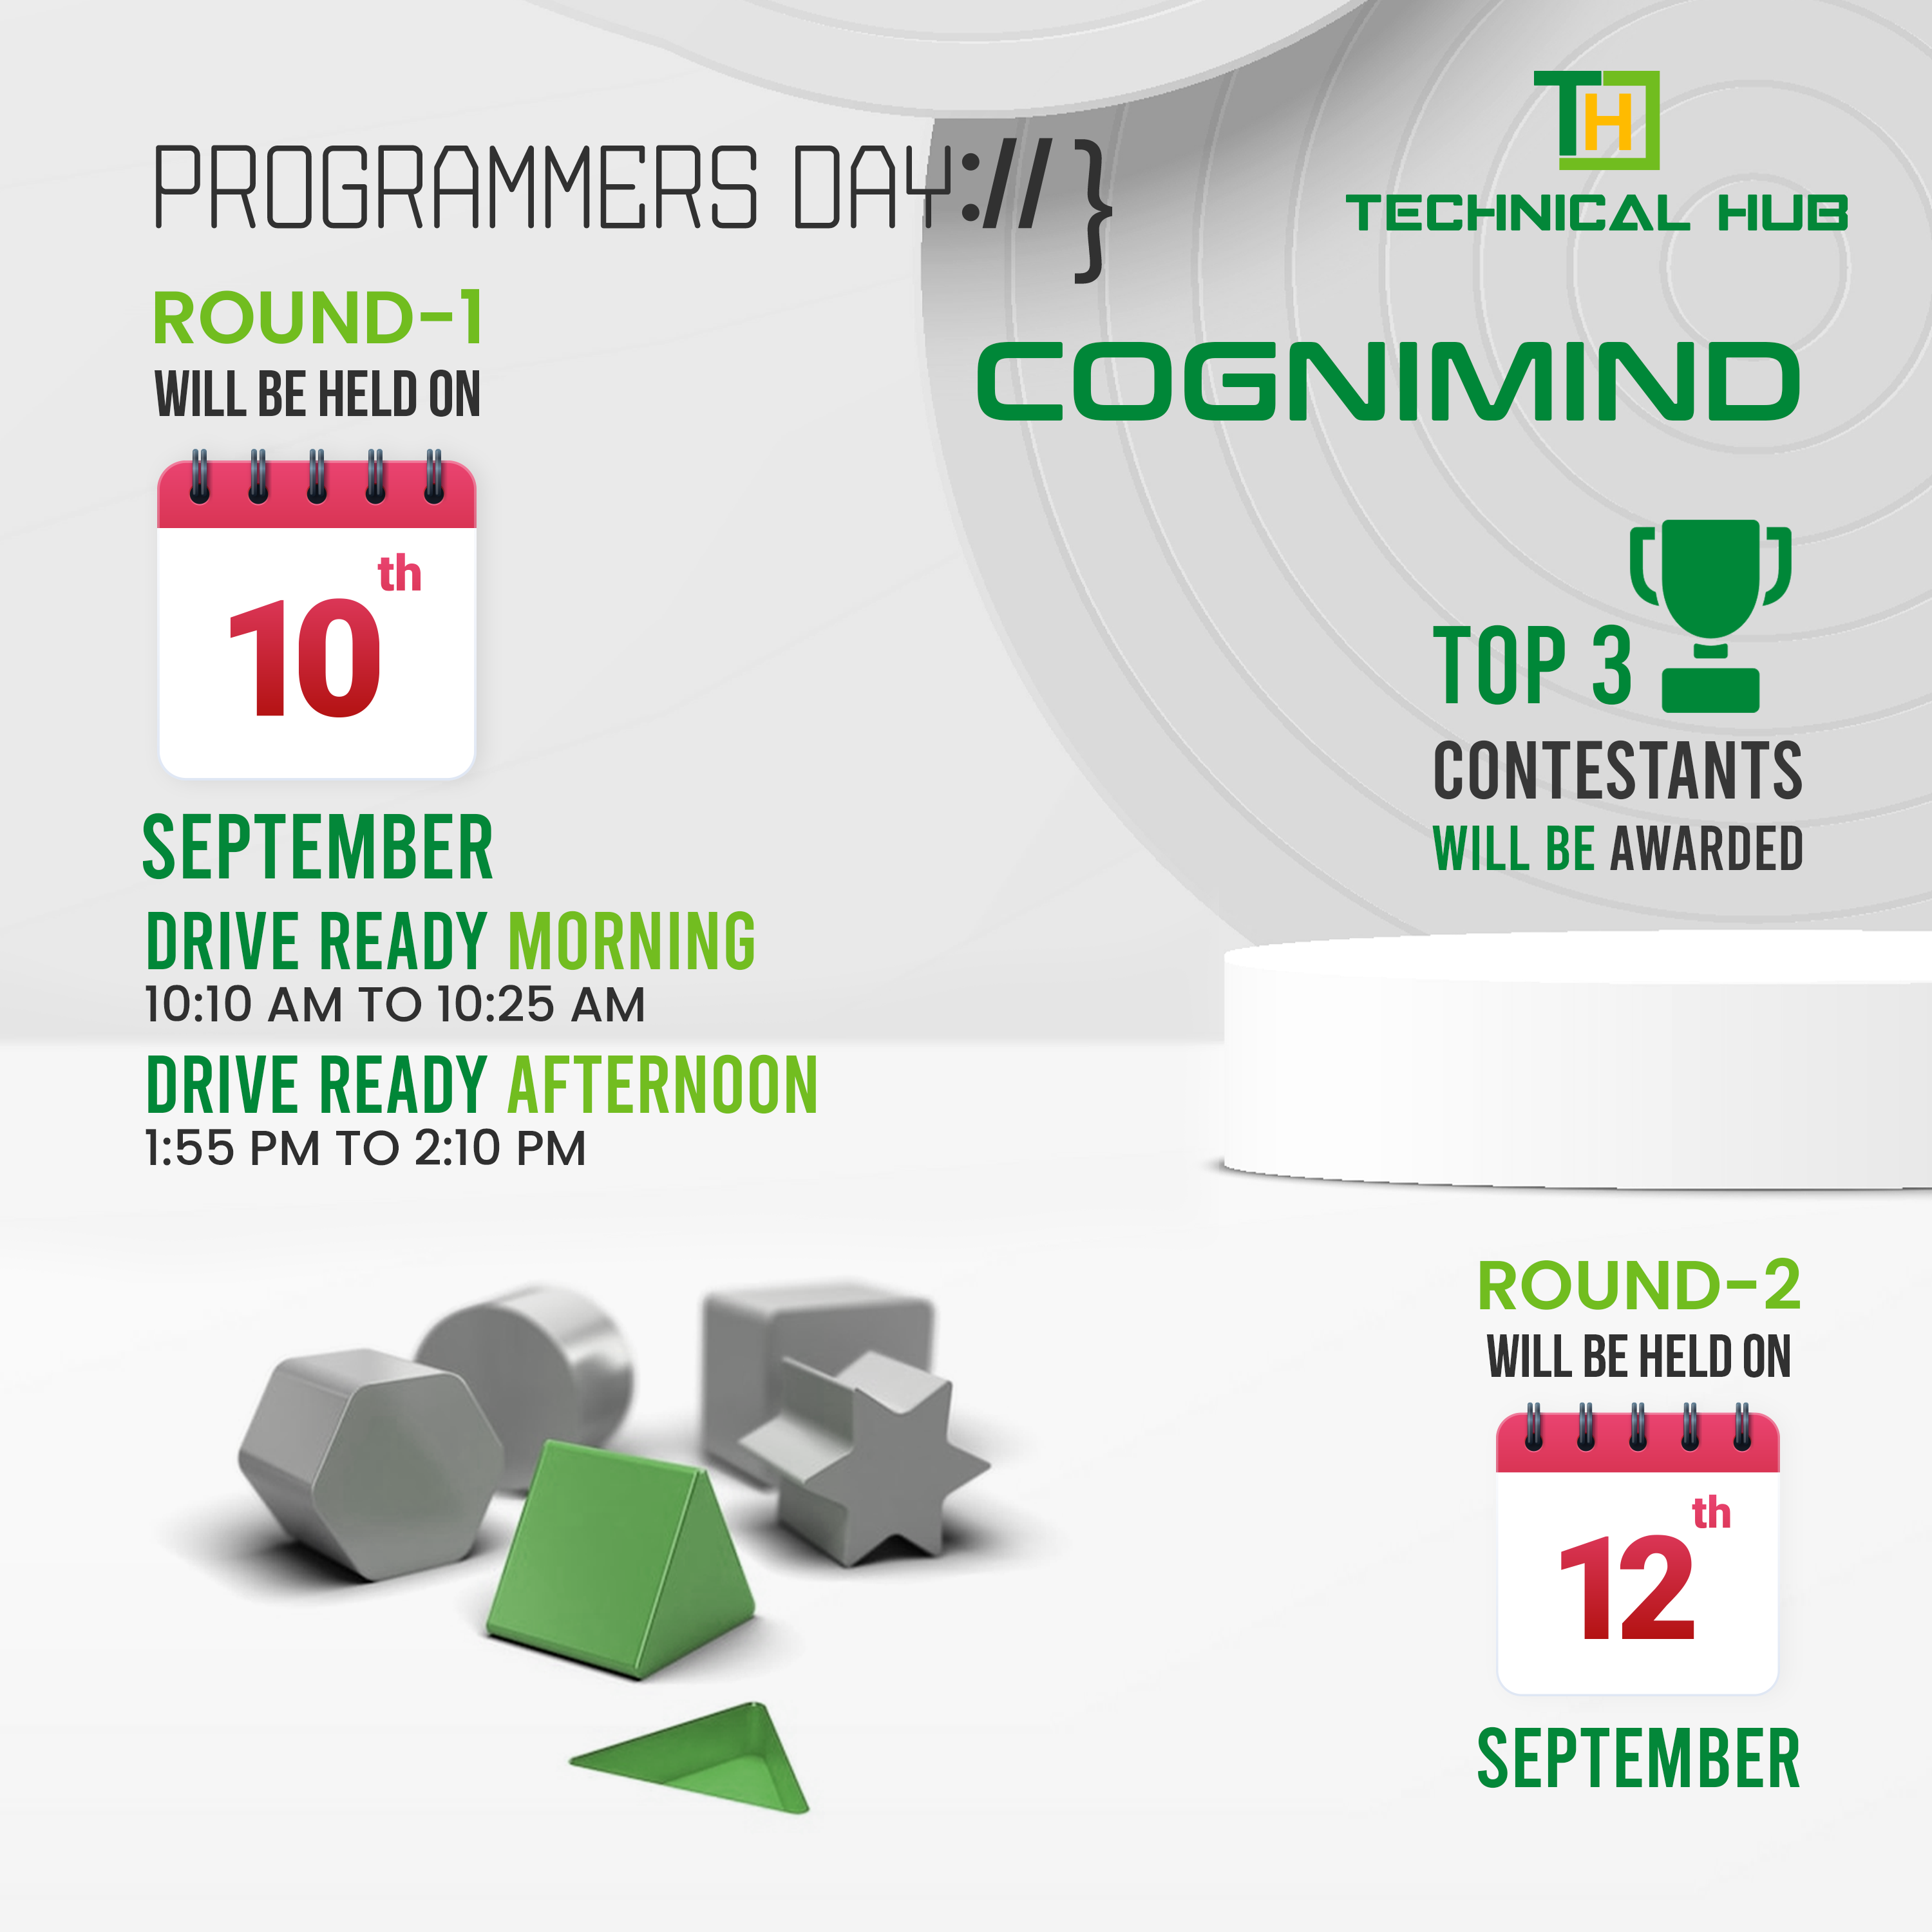 PROGRAMMERS DAY:// }
TH
TECHNICAL HUB
COGNIMIND
ROUND-1
WILL BE HELD ON
10th
SEPTEMBER
DRIVE READY MORNING
10:10 AM TO 10:25 AM
DRIVE READY AFTERNOON
1:55 PM TO 2:10 PM
TOP 3
CONTESTANTS
WILL BE AWARDED
ROUND-2
WILL BE HELD ON
12th
SEPTEMBER